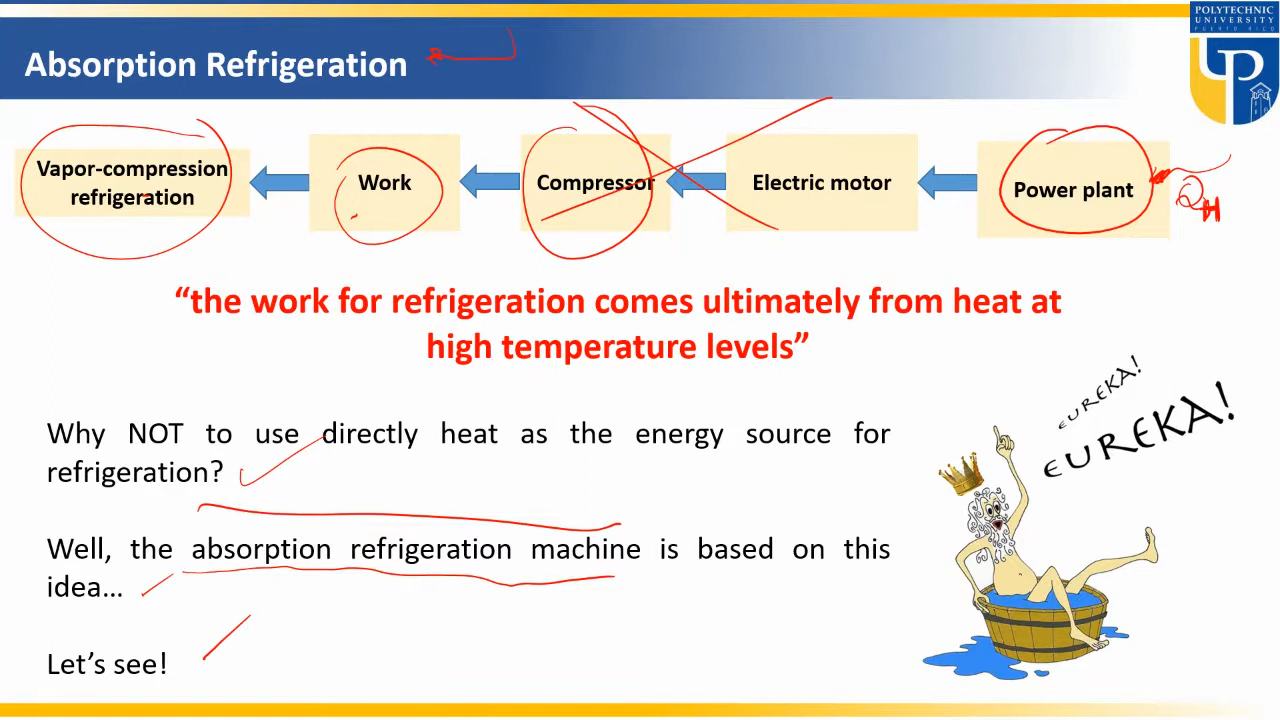 POLYTECHNIC
UNIVERSITY
PUERTO RICO
Absorption Refrigeration
Vapor-compression
refrigeration
Work
Compressor
Electric motor
Power plant
QH
“the work for refrigeration comes ultimately from heat at
high temperature levels”
Why NOT to use directly heat as the energy source for
refrigeration?
Well, the absorption refrigeration machine is based on this
idea...
Let’s see!
EUREKA!
EUREKA!